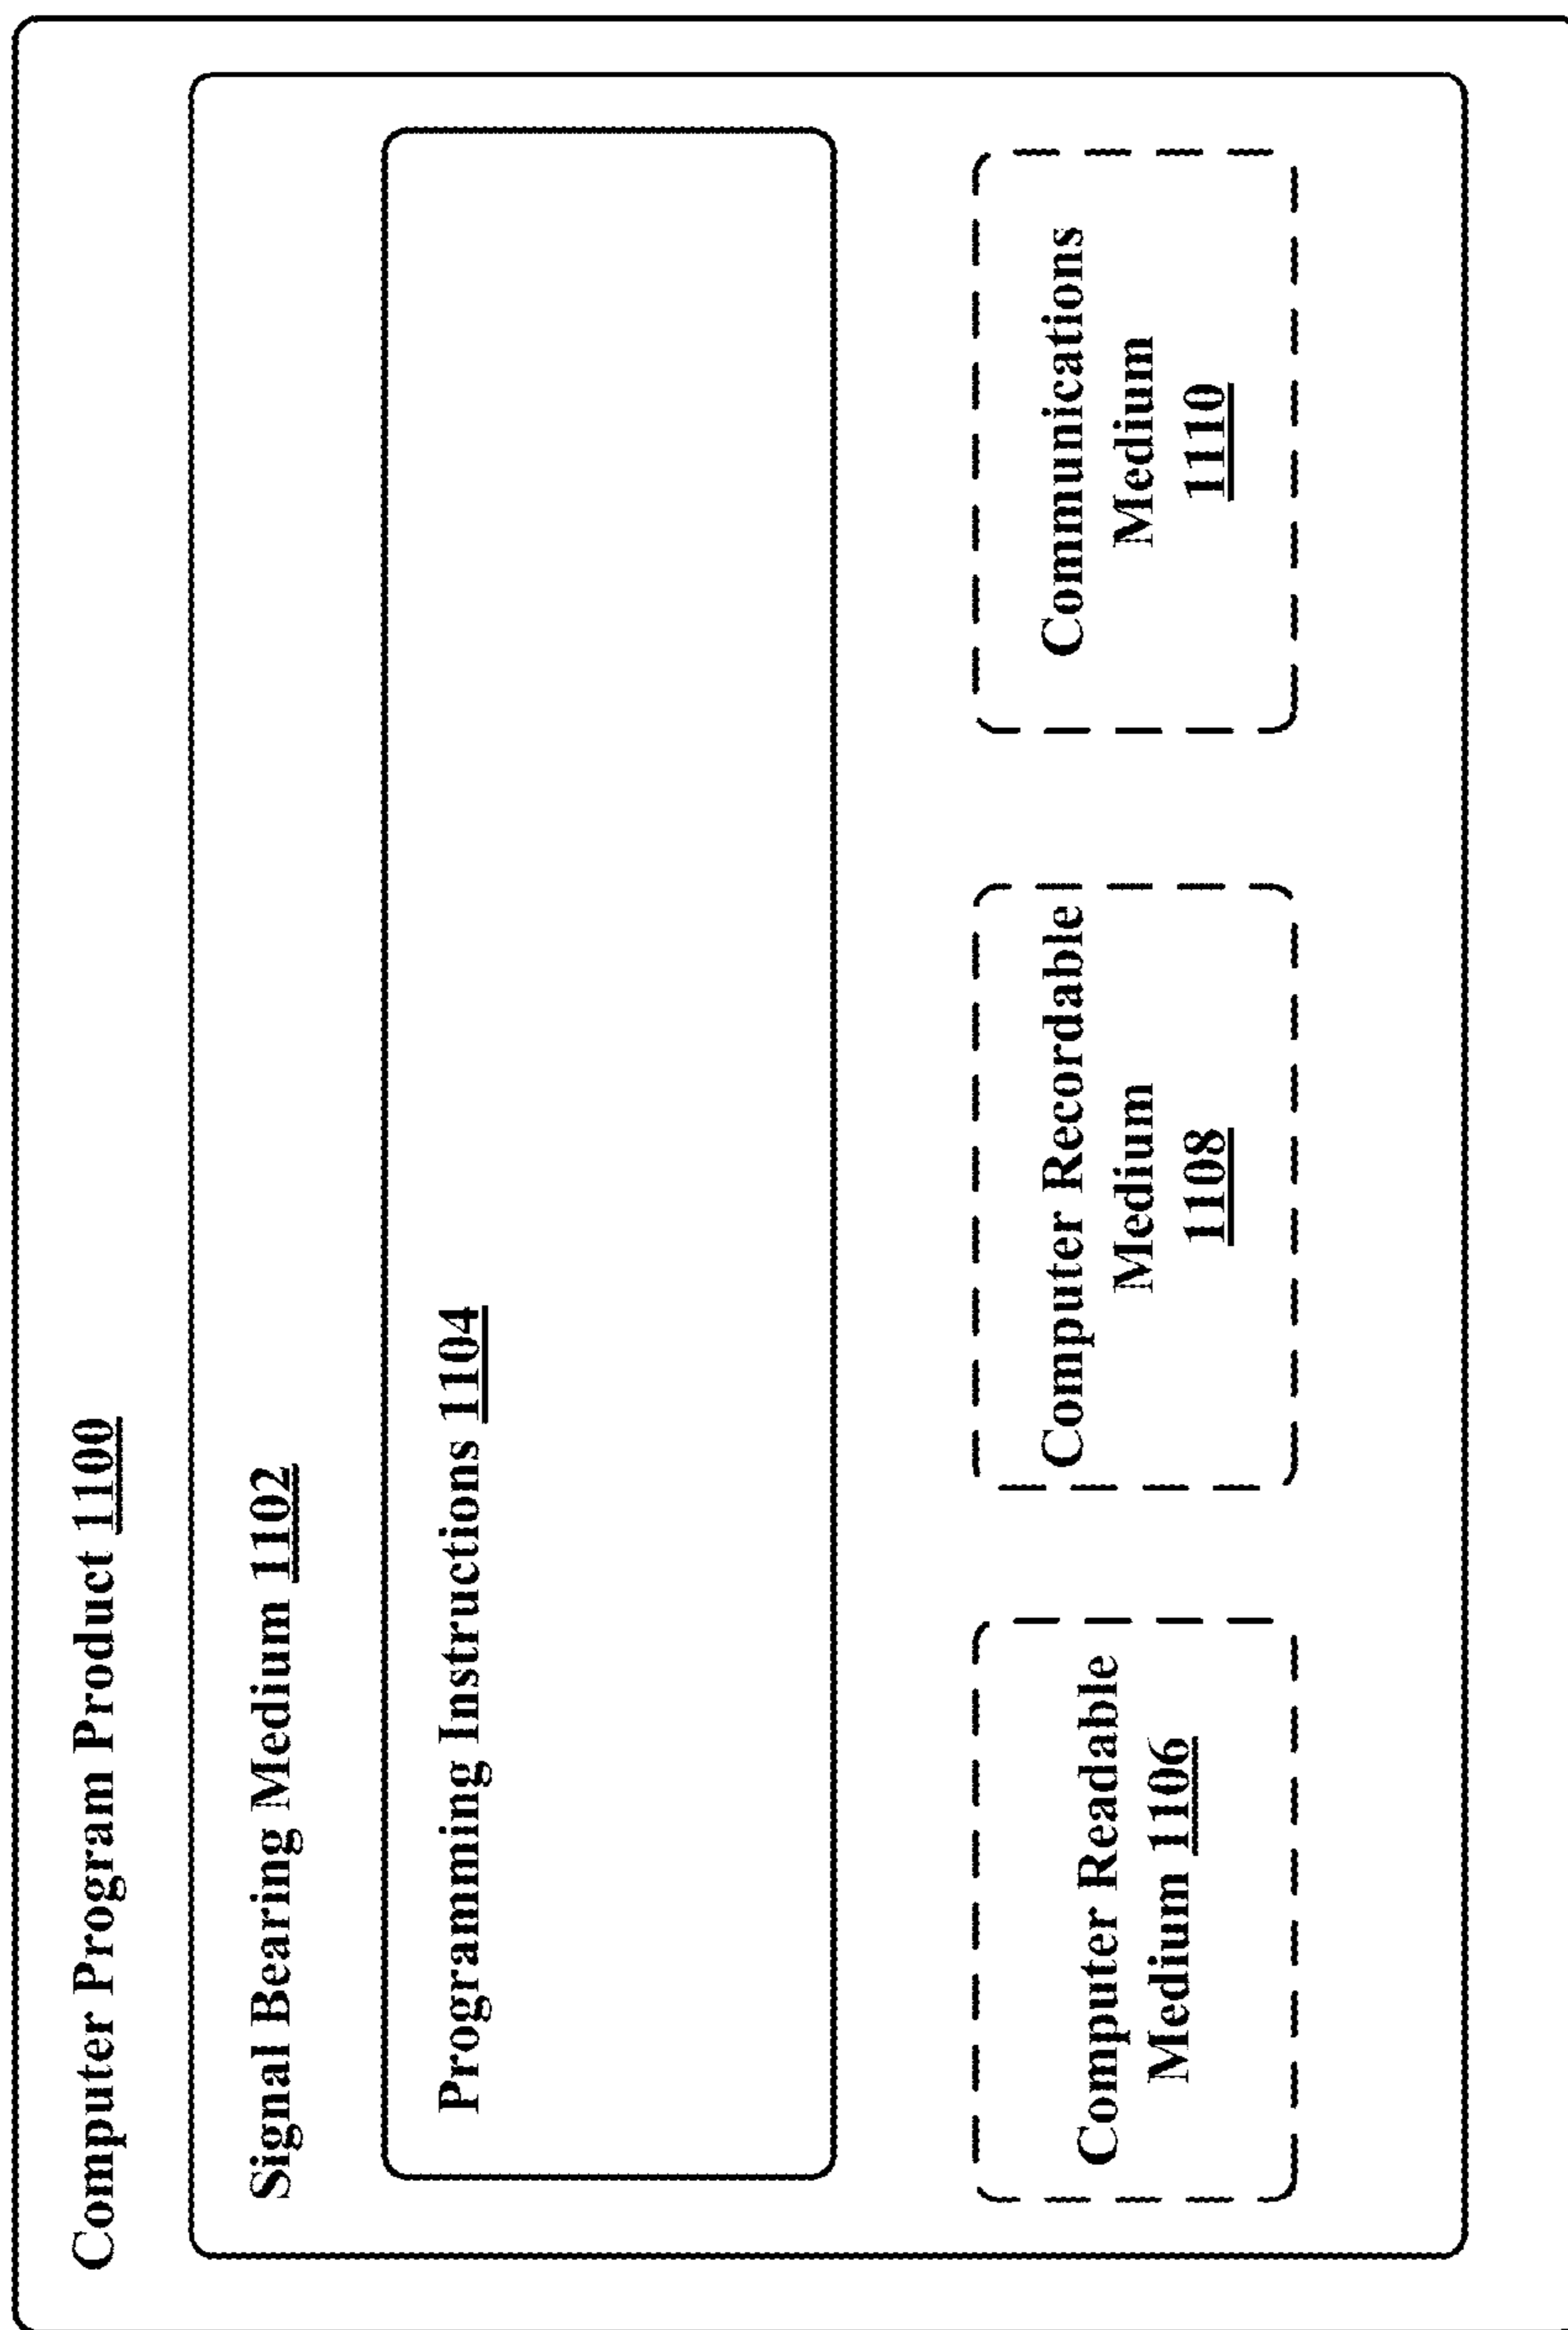 Computer Program Product 1100
Signal Bearing Medium 1102
Programming Instructions 1104
Computer Readable
Medium 1106
Computer Recordable
Medium
1108
Communications
Medium
1110